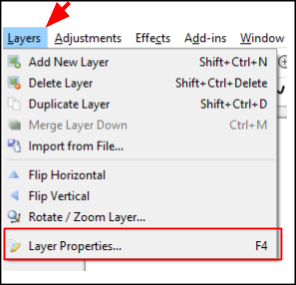 Layers Adjustments Effects Add-ins Window
Add New Layer Shift+Ctrl+N
Delete Layer Shift+Ctrl+Delete
Duplicate Layer Shift+Ctrl+D
Merge Layer Down Ctrl+M
Import from File...
Flip Horizontal
Flip Vertical
Rotate / Zoom Layer...
Layer Properties... F4